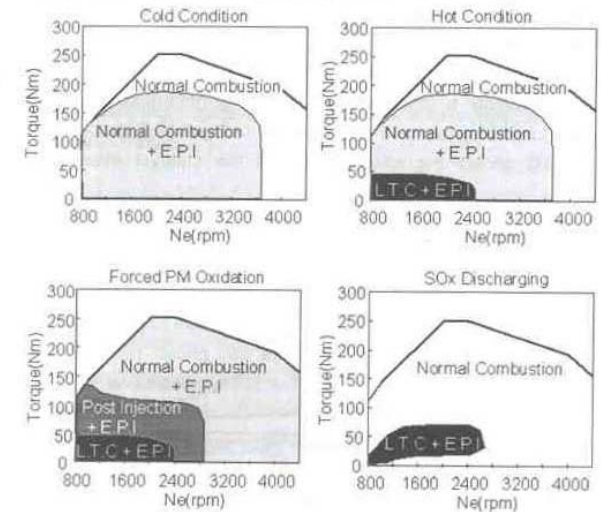 Cold Condition
300
250
200
150
100
50
0
Torque(Nm)
Normal Combustion
Normal Combustion
+ E.P.I
800 1600 2400 3200 4000
Ne(rpm)
Hot Condition
300
250
200
150
100
50
0
Torque(Nm)
Normal Combustion
Normal Combustion
+ E.P.I
L.T.C + E.P.I
800 1600 2400 3200 4000
Ne(rpm)
Forced PM Oxidation
300
250
200
150
100
50
0
Torque(Nm)
Normal Combustion
+ E.P.I
Post Injection
+ E.P.I
L.T.C + E.P.I
800 1600 2400 3200 4000
Ne(rpm)
SOx Discharging
300
250
200
150
100
50
0
Torque(Nm)
Normal Combustion
L.T.C + E.P.I
800 1600 2400 3200 4000
Ne(rpm)